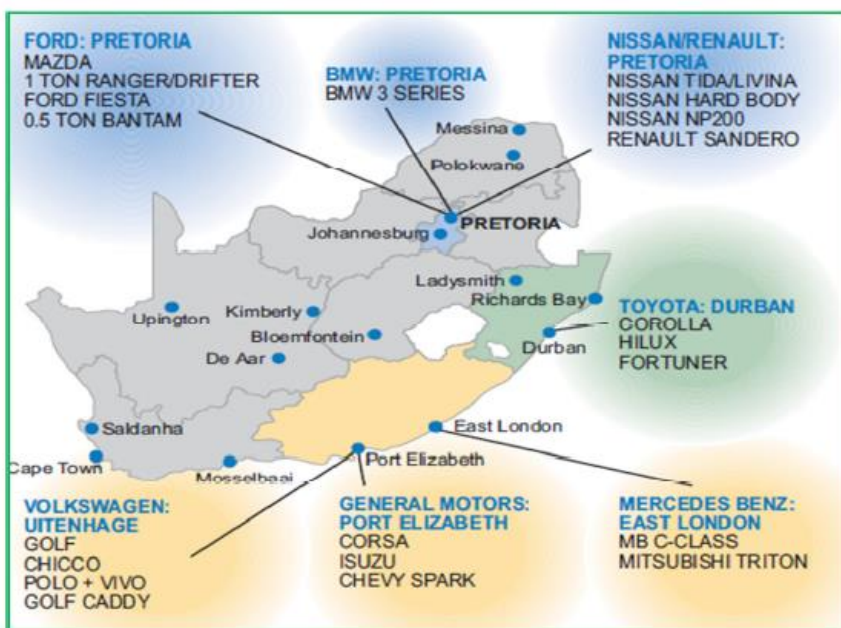 FORD: PRETORIA
MAZDA
1 TON RANGER/DRIFTER
FORD FIESTA
0.5 TON BANTAM
BMW: PRETORIA
BMW 3 SERIES
NISSAN/RENAULT:
PRETORIA
NISSAN TIDA/LIVINA
NISSAN HARD BODY
NISSAN NP200
RENAULT SANDERO
Messina
Polokwane
PRETORIA
Johannesburg
Ladysmith
Richards Bay
Upington
Kimberly
Bloemfontein
Durban
De Aar
TOYOTA: DURBAN
COROLLA
HILUX
FORTUNER
Saldanha
East London
Cape Town
Mosselbaai
Port Elizabeth
VOLKSWAGEN:
UITENHAGE
GOLF
CHICCO
POLO + VIVO
GOLF CADDY
GENERAL MOTORS:
PORT ELIZABETH
CORSA
ISUZU
CHEVY SPARK
MERCEDES BENZ:
EAST LONDON
MB C-CLASS
MITSUBISHI TRITON